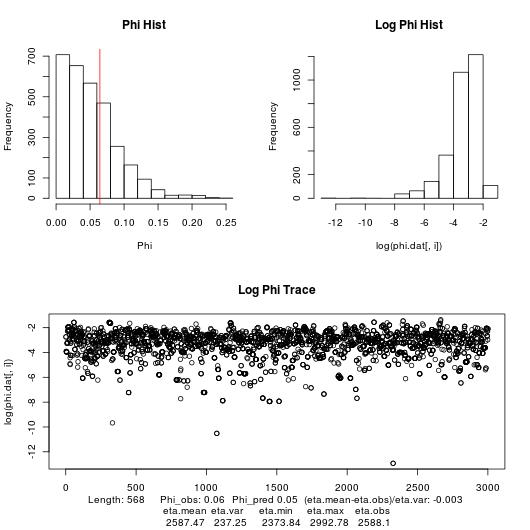 Phi Hist
Log Phi Hist
Frequency
700
500
300
100
0
0.00 0.05 0.10 0.15 0.20 0.25
Phi
Frequency
1000
600
200
0
-12 -10 -8 -6 -4 -2
log(phi.dat[, i])
Log Phi Trace
log(phi.dat[, i])
-2
-4
-6
-8
-10
-12
0 500 1000 1500 2000 2500 3000
Length: 568 Phi_obs: 0.06 Phi_pred 0.05 (eta.mean-eta.obs)/eta.var: -0.003
eta.mean eta.var eta.min eta.max eta.obs
2587.47 237.25 2373.84 2992.78 2588.1